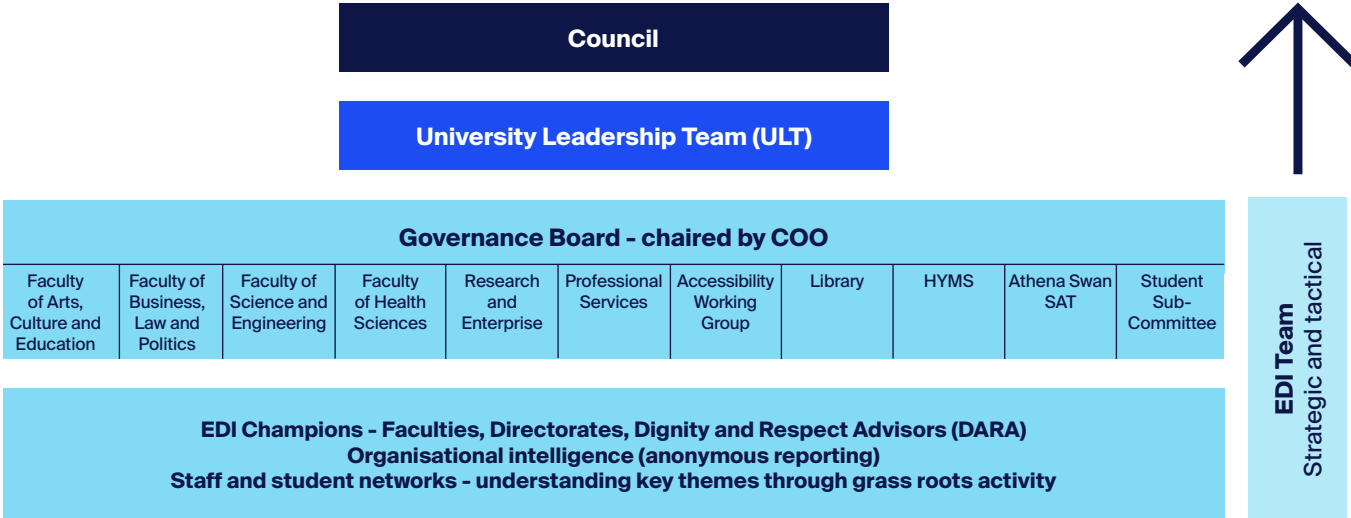 Council
University Leadership Team (ULT)
Governance Board - chaired by COO
Faculty
of Arts,
Culture and
Education
Faculty of
Business,
Law and
Politics
Faculty of
Science and
Engineering
Faculty
of Health
Sciences
Research
and
Enterprise
Professional
Services
Accessibility
Working
Group
Library
HYMS
Athena Swan
SAT
Student
Sub-
Committee
EDI Champions - Faculties, Directorates, Dignity and Respect Advisors (DARA)
Organisational intelligence (anonymous reporting)
Staff and student networks - understanding key themes through grass roots activity
EDI Team
Strategic and tactical